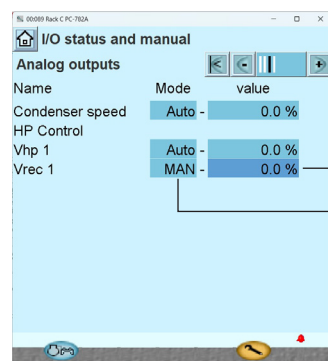 00:089 Rack C PC-782A
I/O status and manual
Analog outputs
Name Mode value
Condenser speed Auto - 0.0 %
HP Control
Vhp 1 Auto - 0.0 %
Vrec 1 MAN - 0.0 %